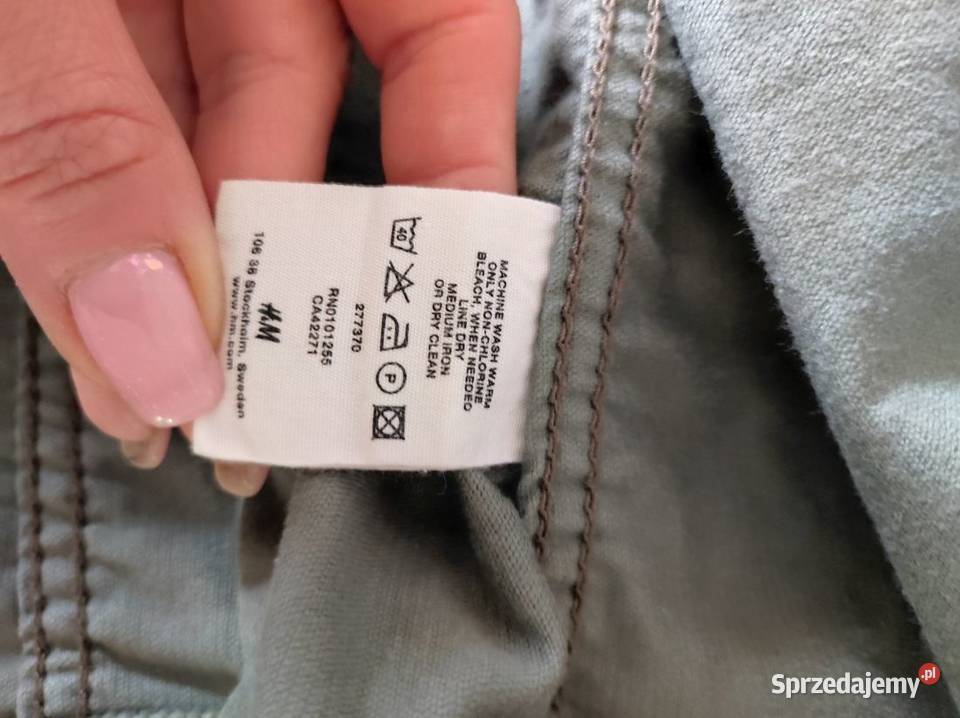 MACHINE WASH WARM
ONLY NON-CHLORINE
BLEACH, WHEN NEEDED
LINE DRY
MEDIUM IRON
OR DRY CLEAN
40
P
277370
RN0101255
CA42271
H&M
106 38 Stockholm, Sweden
www.hm.com
Sprzedajemy.pl